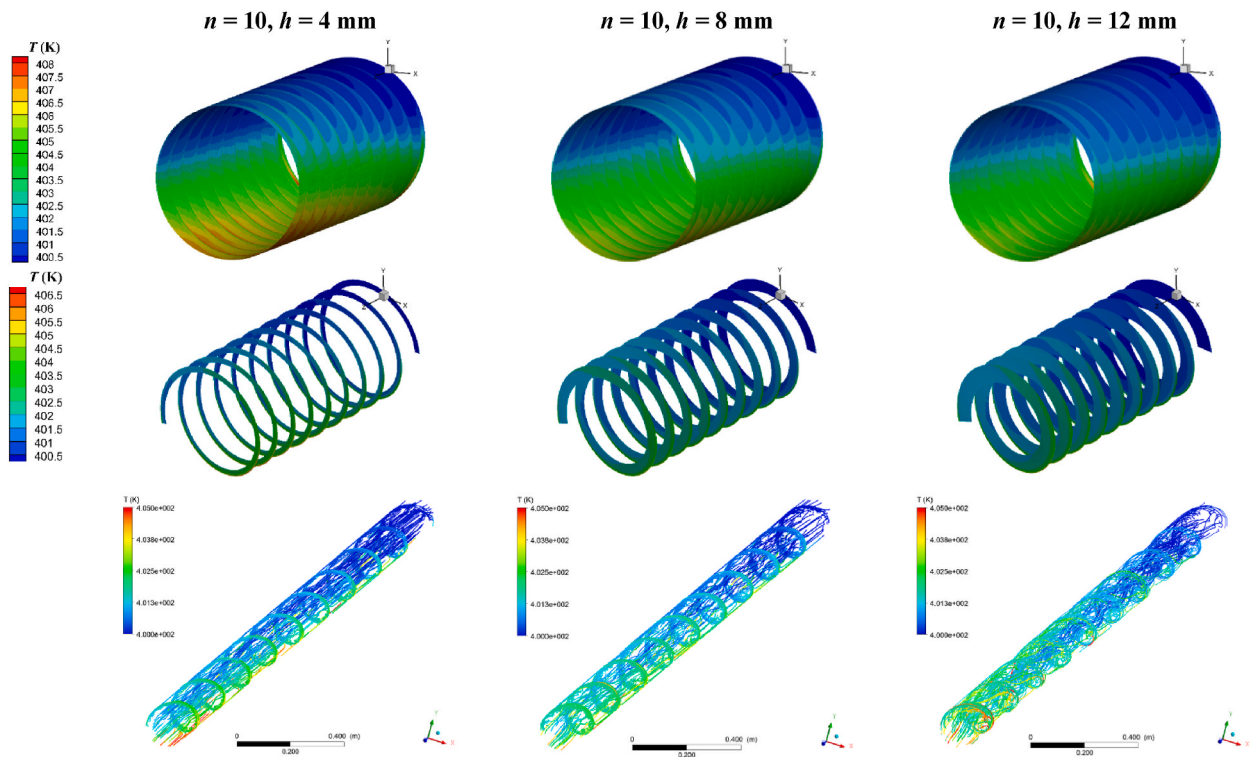 n = 10, h = 4 mm
n = 10, h = 8 mm
n = 10, h = 12 mm
T (K)
408
407.5
407
406.5
406
405.5
405
404.5
404
403.5
403
402.5
402
401.5
401
400.5
Y
X
Y
X
Y
X
T (K)
406.5
406
405.5
405
404.5
404
403.5
403
402.5
402
401.5
401
400.5
Y
X
Z
Y
X
Y
X
T (K)
4.050e+002
4.038e+002
4.025e+002
4.013e+002
4.000e+002
0 0.400 (m)
0.200
Y
X
T (K)
4.050e+002
4.038e+002
4.025e+002
4.013e+002
4.000e+002
0 0.400 (m)
0.200
Y
X
T (K)
4.050e+002
4.038e+002
4.025e+002
4.013e+002
4.000e+002
0 0.400 (m)
0.200
Y
X